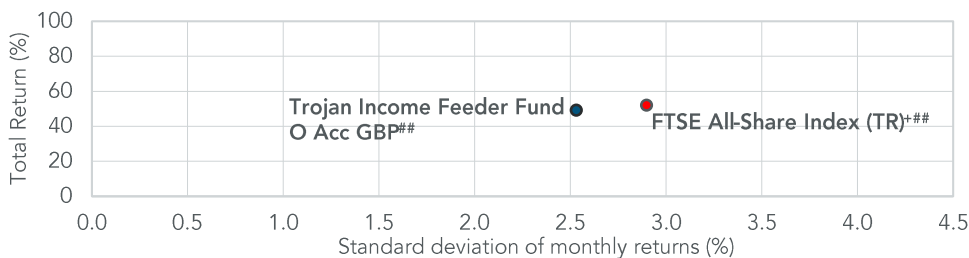 100
80
60
40
20
0
Total Return (%)
Trojan Income Feeder Fund
O Acc GBP##
FTSE All-Share Index (TR)+##
0.0 0.5 1.0 1.5 2.0 2.5 3.0 3.5 4.0 4.5
Standard deviation of monthly returns (%)